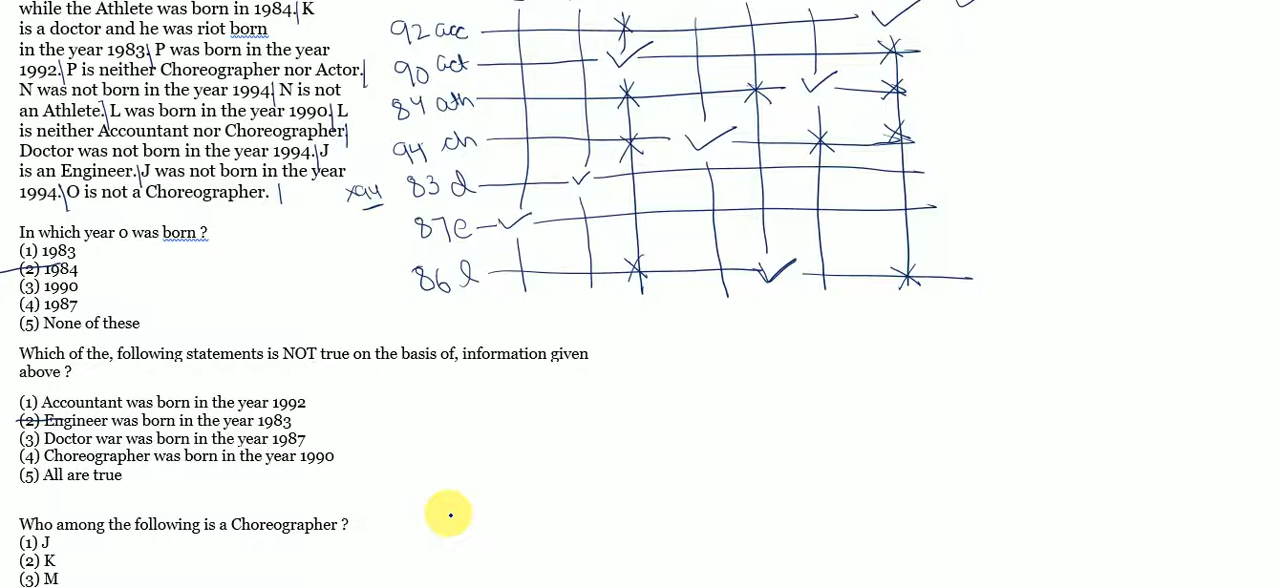 while the Athlete was born in 1984. K
is a doctor and he was riot born
in the year 1983. P was born in the year
1992. P is neither Choreographer nor Actor.
N was not born in the year 1994. N is not
an Athlete. L was born in the year 1990. L
is neither Accountant nor Choreographer.
Doctor was not born in the year 1994. J
is an Engineer. J was not born in the year
1994. O is not a Choreographer.
92 acc
90 act
84 ath
94 ch
x94 83 d
87 e
86 l
In which year o was born ?
(1) 1983
(2) 1984
(3) 1990
(4) 1987
(5) None of these
Which of the, following statements is NOT true on the basis of, information given
above ?
(1) Accountant was born in the year 1992
(2) Engineer was born in the year 1983
(3) Doctor war was born in the year 1987
(4) Choreographer was born in the year 1990
(5) All are true
Who among the following is a Choreographer ?
(1) J
(2) K
(3) M